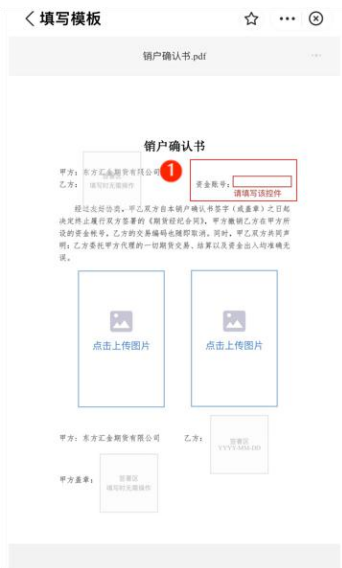 填写模板
销户确认书.pdf
销户确认书
甲方：东方汇金期货有限公司
1
乙方： 填写时无需操作
资金账号：
请填写该控件
经过友好协商，甲乙双方自本销户确认书签字（或盖章）之日起
决定终止履行双方签署的《期货经纪合同》，甲方撤销乙方在甲方所
设的资金账号，乙方的交易编码也随即取消。同时，甲乙双方共同声
明：乙方委托甲方代理的一切期货交易、结算以及资金出入均准确无
误。
点击上传图片 点击上传图片
甲方：东方汇金期货有限公司 乙方：
签署区
YYYY-MM-DD
甲方盖章：
签署区
填写时无需操作